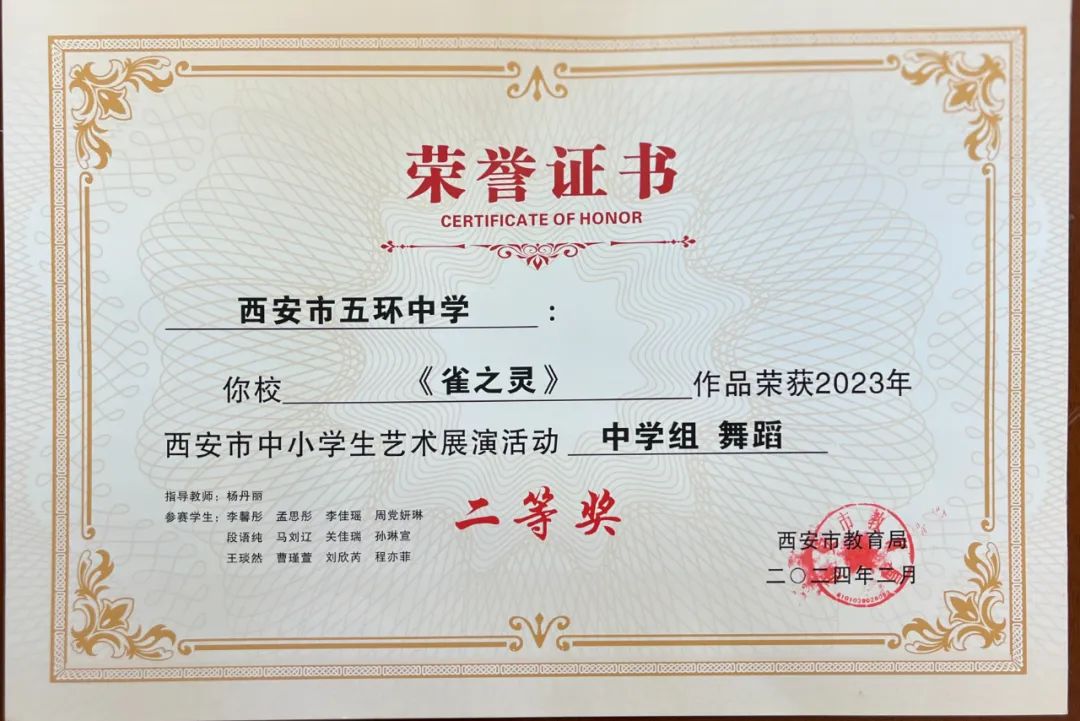 荣誉证书
CERTIFICATE OF HONOR
西安市五环中学：
你校《雀之灵》作品荣获2023年
西安市中小学生艺术展演活动 中学组 舞蹈
二等奖
指导教师：杨丹丽
参赛学生：李馨彤 孟思彤 李佳瑶 周党妍琳
段语纯 马刘辽 关佳瑞 孙琳宣
王琰然 曹瑾萱 刘欣芮 程亦菲
西安市教育局
二〇二四年二月